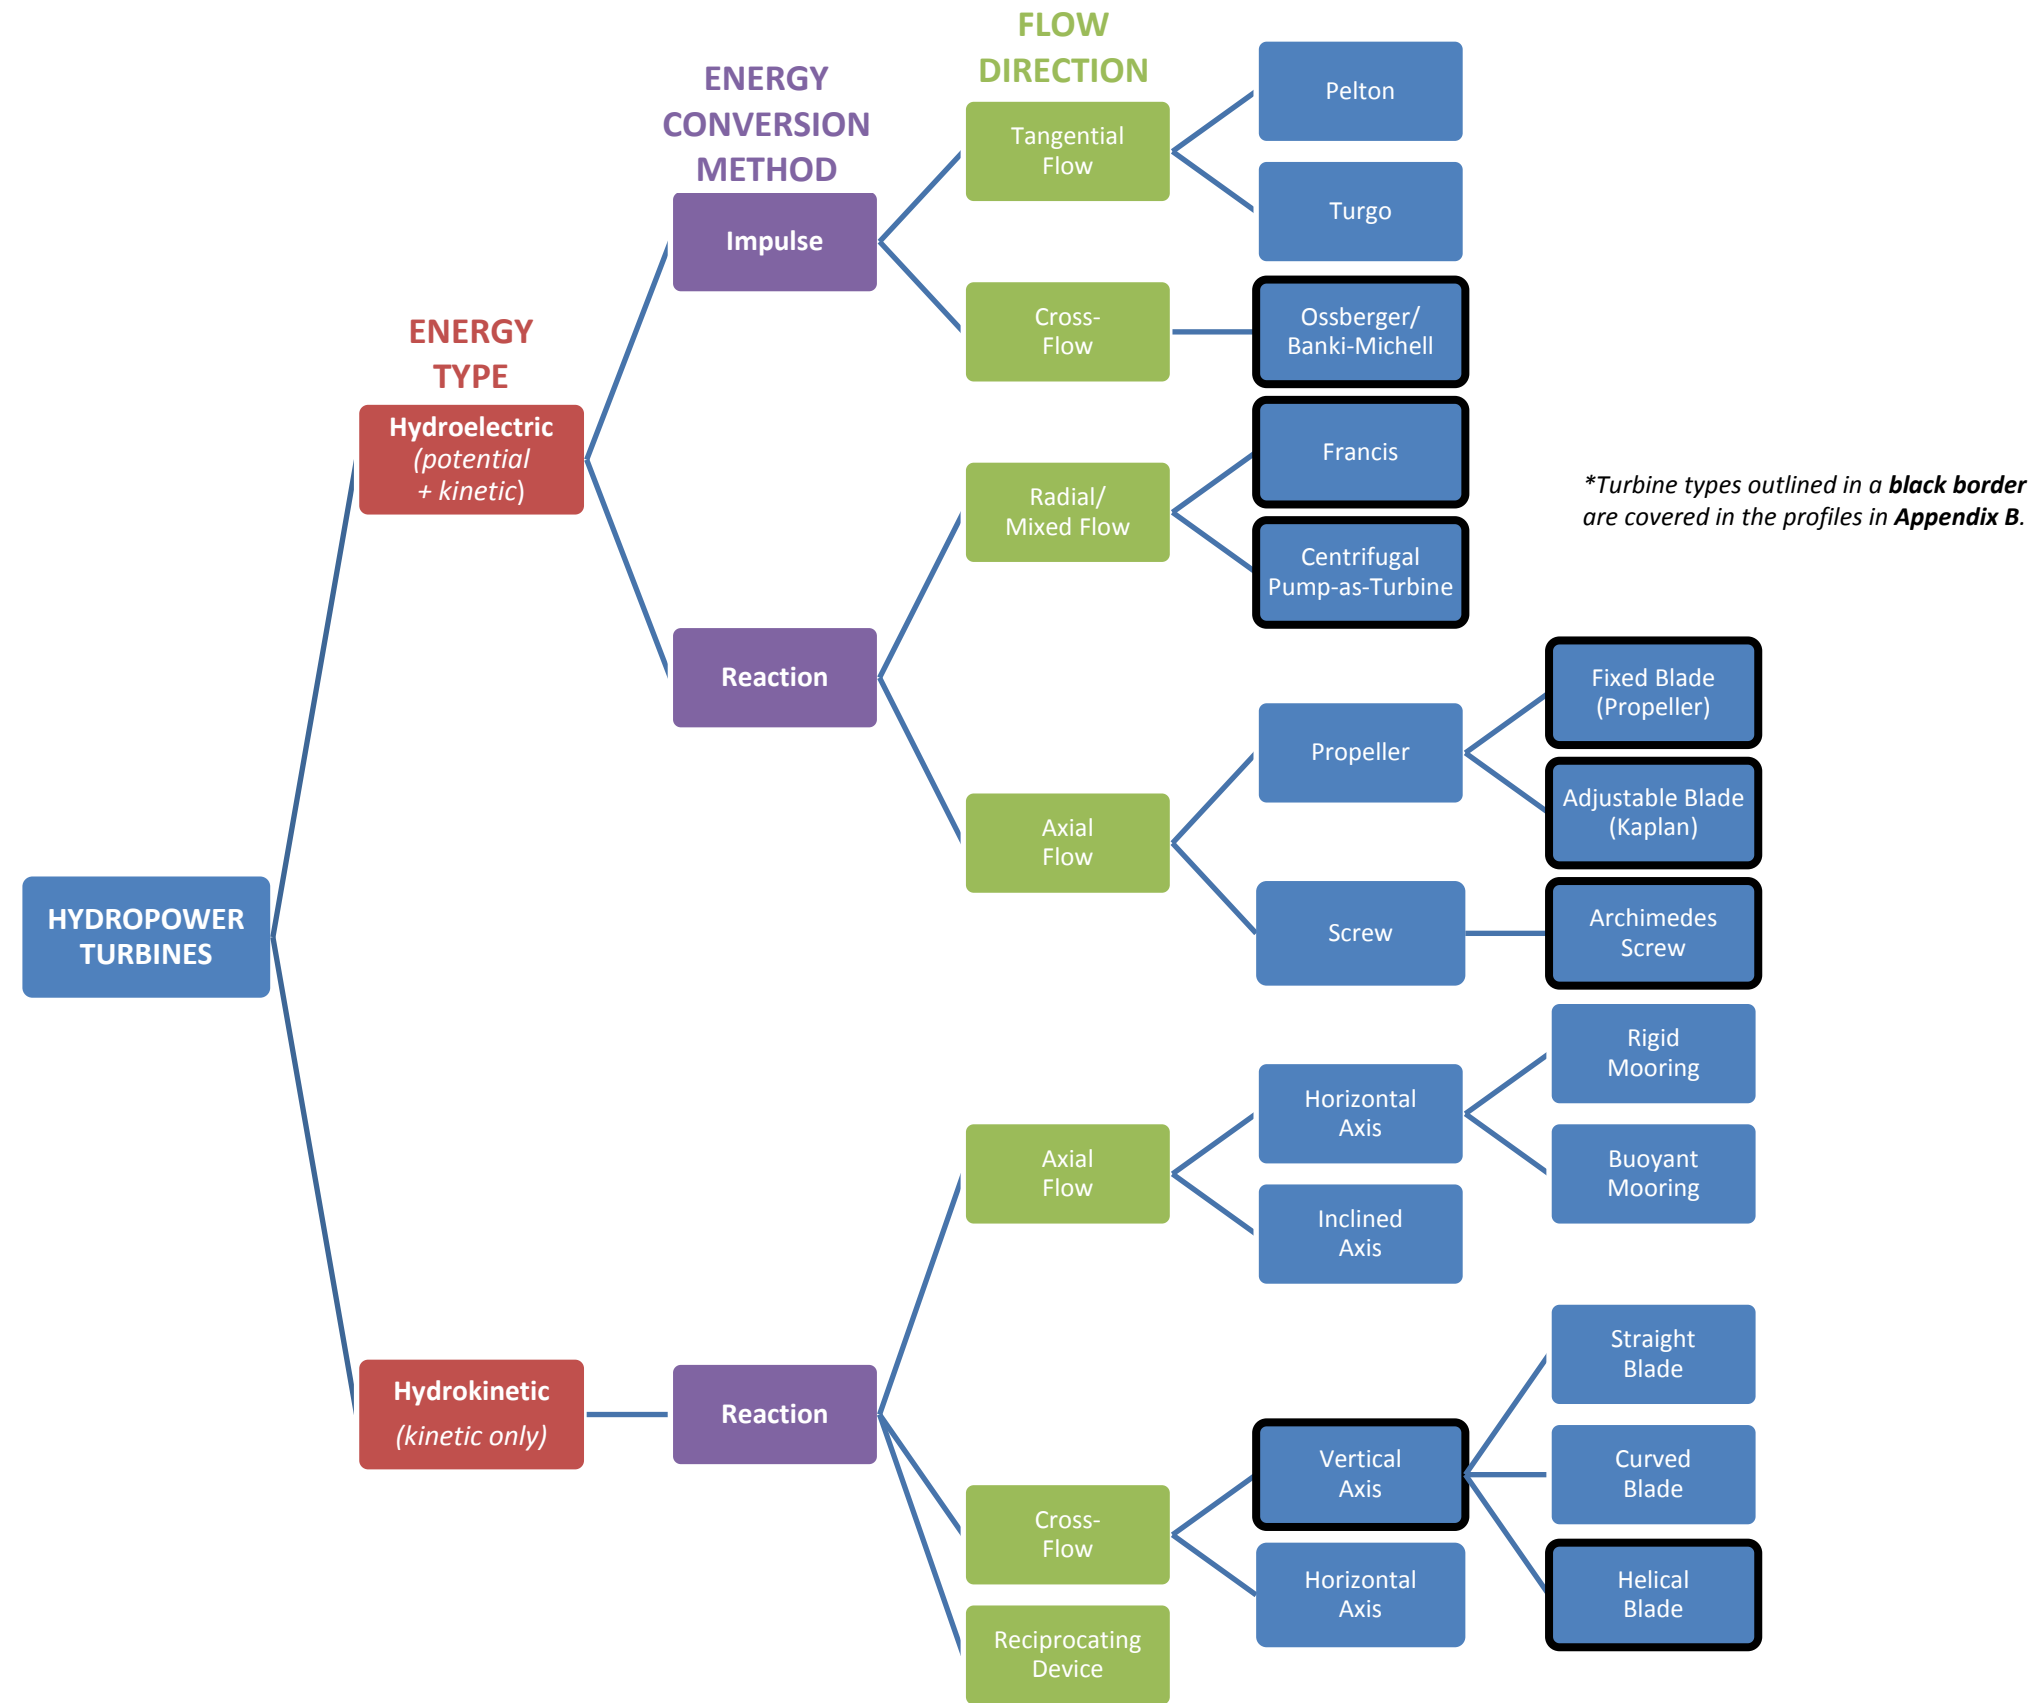 FLOW
DIRECTION
ENERGY
CONVERSION
METHOD
ENERGY
TYPE
HYDROPOWER
TURBINES
Hydroelectric
(potential
+ kinetic)
Impulse
Tangential
Flow
Pelton
Turgo
Cross-
Flow
Ossberger/
Banki-Michell
Reaction
Radial/
Mixed Flow
Francis
Centrifugal
Pump-as-Turbine
Axial
Flow
Propeller
Fixed Blade
(Propeller)
Adjustable Blade
(Kaplan)
Screw
Archimedes
Screw
*Turbine types outlined in a black border
are covered in the profiles in Appendix B.
Hydrokinetic
(kinetic only)
Reaction
Axial
Flow
Horizontal
Axis
Rigid
Mooring
Buoyant
Mooring
Inclined
Axis
Cross-
Flow
Vertical
Axis
Straight
Blade
Curved
Blade
Helical
Blade
Horizontal
Axis
Reciprocating
Device